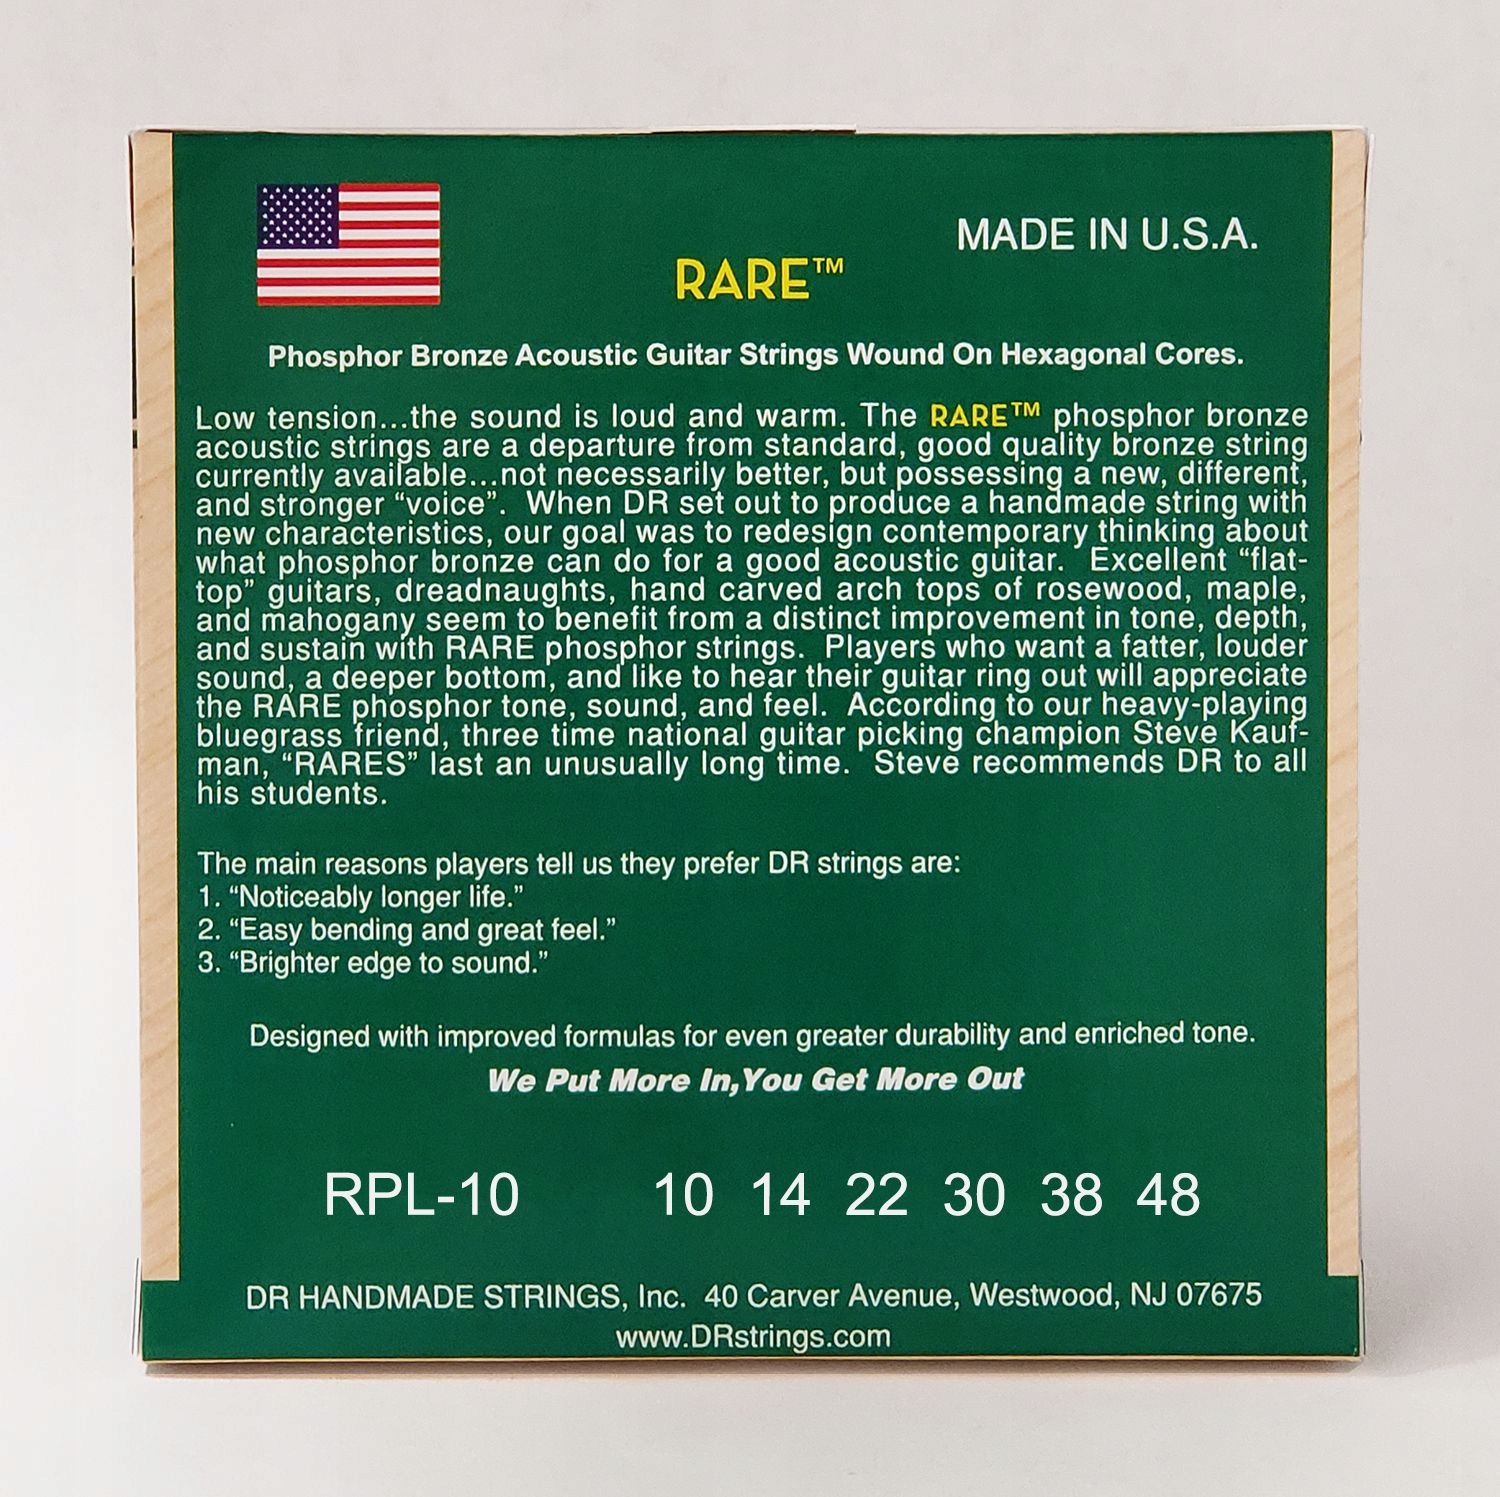 MADE IN U.S.A.
RARE™
Phosphor Bronze Acoustic Guitar Strings Wound On Hexagonal Cores.
Low tension...the sound is loud and warm. The RARE™ phosphor bronze
acoustic strings are a departure from standard, good quality bronze string
currently available...not necessarily better, but possessing a new, different,
and stronger “voice”. When DR set out to produce a handmade string with
new characteristics, our goal was to redesign contemporary thinking about
what phosphor bronze can do for a good acoustic guitar. Excellent “flat-
top” guitars, dreadnaughts, hand carved arch tops of rosewood, maple,
and mahogany seem to benefit from a distinct improvement in tone, depth,
and sustain with RARE phosphor strings. Players who want a fatter, louder
sound, a deeper bottom, and like to hear their guitar ring out will appreciate
the RARE phosphor tone, sound, and feel. According to our heavy-playing
bluegrass friend, three time national guitar picking champion Steve Kauf-
man, “RARES” last an unusually long time. Steve recommends DR to all
his students.
The main reasons players tell us they prefer DR strings are:
1. “Noticeably longer life.”
2. “Easy bending and great feel.”
3. “Brighter edge to sound.”
Designed with improved formulas for even greater durability and enriched tone.
We Put More In,You Get More Out
RPL-10 10 14 22 30 38 48
DR HANDMADE STRINGS, Inc. 40 Carver Avenue, Westwood, NJ 07675
www.DRstrings.com